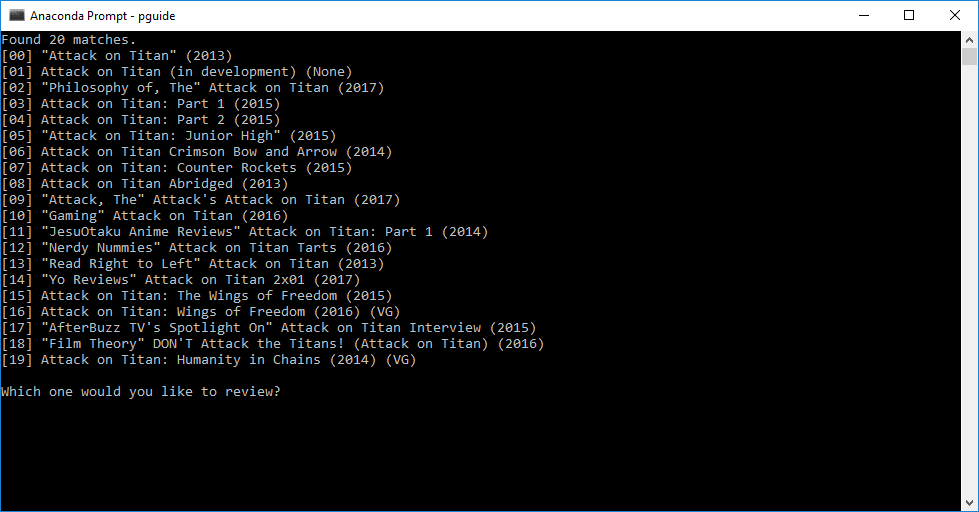 Anaconda Prompt - pguide
Found 20 matches.
[00] "Attack on Titan" (2013)
[01] Attack on Titan (in development) (None)
[02] "Philosophy of, The" Attack on Titan (2017)
[03] Attack on Titan: Part 1 (2015)
[04] Attack on Titan: Part 2 (2015)
[05] "Attack on Titan: Junior High" (2015)
[06] Attack on Titan Crimson Bow and Arrow (2014)
[07] Attack on Titan: Counter Rockets (2015)
[08] Attack on Titan Abridged (2013)
[09] "Attack, The" Attack's Attack on Titan (2017)
[10] "Gaming" Attack on Titan (2016)
[11] "JesuOtaku Anime Reviews" Attack on Titan: Part 1 (2014)
[12] "Nerdy Nummies" Attack on Titan Tarts (2016)
[13] "Read Right to Left" Attack on Titan (2013)
[14] "Yo Reviews" Attack on Titan 2x01 (2017)
[15] Attack on Titan: The Wings of Freedom (2015)
[16] Attack on Titan: Wings of Freedom (2016) (VG)
[17] "AfterBuzz TV's Spotlight On" Attack on Titan Interview (2015)
[18] "Film Theory" DON'T Attack the Titans! (Attack on Titan) (2016)
[19] Attack on Titan: Humanity in Chains (2014) (VG)
Which one would you like to review?